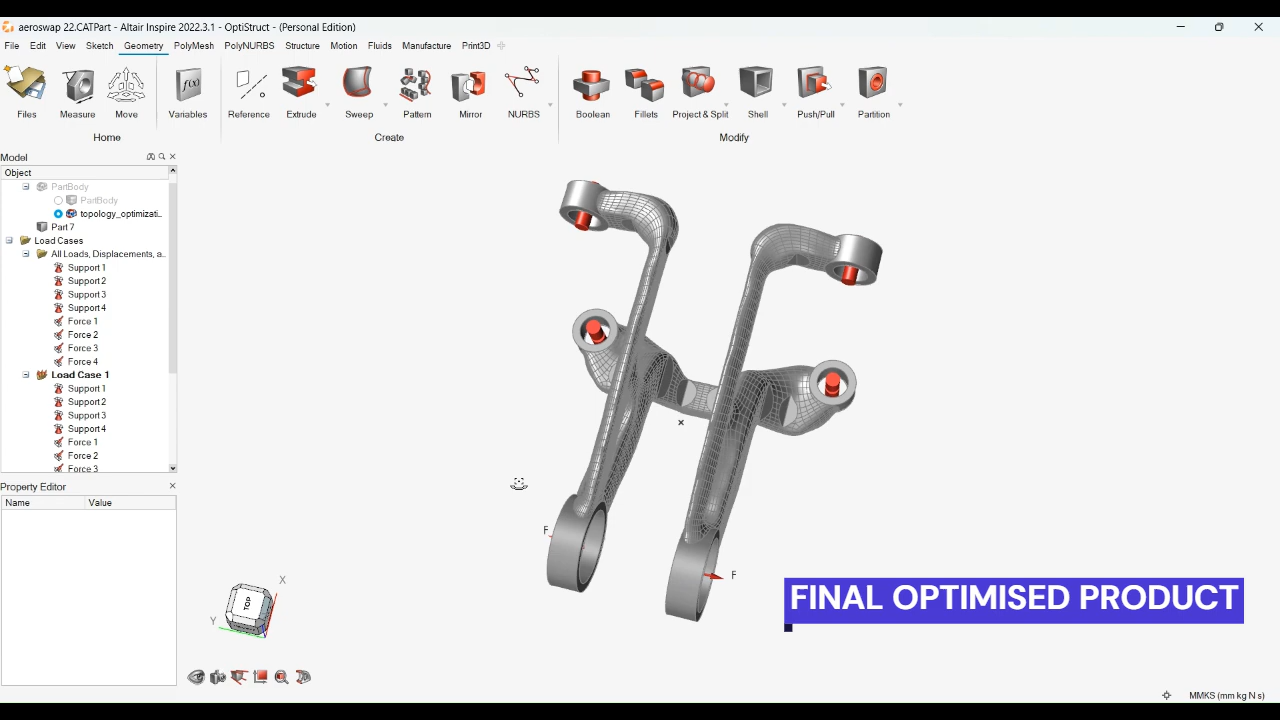 aeroswap 22.CATPart - Altair Inspire 2022.3.1 - OptiStruct - (Personal Edition)
File Edit View Sketch Geometry PolyMesh PolyNURBS Structure Motion Fluids Manufacture Print3D
f(x)
Files Measure Move Variables Reference Extrude Sweep Pattern Mirror NURBS Boolean Fillets Project & Split Shell Push/Pull Partition
Home Create Modify
Model
Object
PartBody
PartBody
topology_optimizati..
Part 7
Load Cases
All Loads, Displacements, a..
Support 1
Support 2
Support 3
Support 4
Force 1
Force 2
Force 3
Force 4
Load Case 1
Support 1
Support 2
Support 3
Support 4
Force 1
Force 2
Force 3
Property Editor
Name Value
F
F
X
TOP
Y
FINAL OPTIMISED PRODUCT
MMKS (mm kg N s)